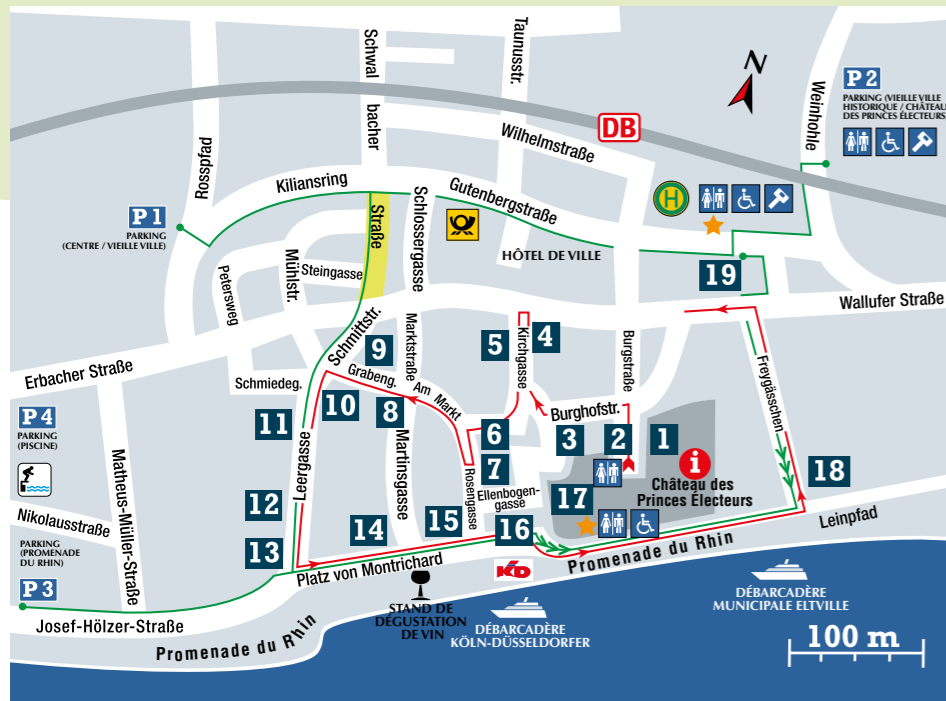 Schwal
bacher
Straße
Taunusstr.
N
Weinhohle
P 2
PARKING (VIEILLE VILLE
HISTORIQUE / CHÂTEAU
DES PRINCES ÉLECTEURS)
DB
Wilhelmstraße
Rosspfad
Kiliansring
Gutenbergstraße
Schlossergasse
H
P 1
PARKING
(CENTRE / VIEILLE VILLE)
HÔTEL DE VILLE
19
Petersweg
Mühlstr.
Steingasse
Wallufer Straße
Schmittstr.
9
Marktstraße
5
Kirchgasse
4
Burgstraße
Freygässchen
Erbacher Straße
Schmiedeg.
Grabeng.
Am Markt
10
8
11
Burghofstr.
6
3
2
1
i
P 4
PARKING
(PISCINE)
7
Château des
Princes Électeurs
18
Matheus-Müller-Straße
Leergasse
Martinsgasse
Rosengasse
Ellenbogen-
gasse
17
12
Nikolausstraße
14
15
16
13
Leinpfad
PARKING
(PROMENADE
DU RHIN)
P 3
Platz von Montrichard
KD
Promenade du Rhin
STAND DE
DÉGUSTATION
DE VIN
DÉBARCADÈRE
KÖLN-DÜSSELDORFER
DÉBARCADÈRE
MUNICIPALE ELTVILLE
Josef-Hölzer-Straße
Promenade du Rhin
100 m